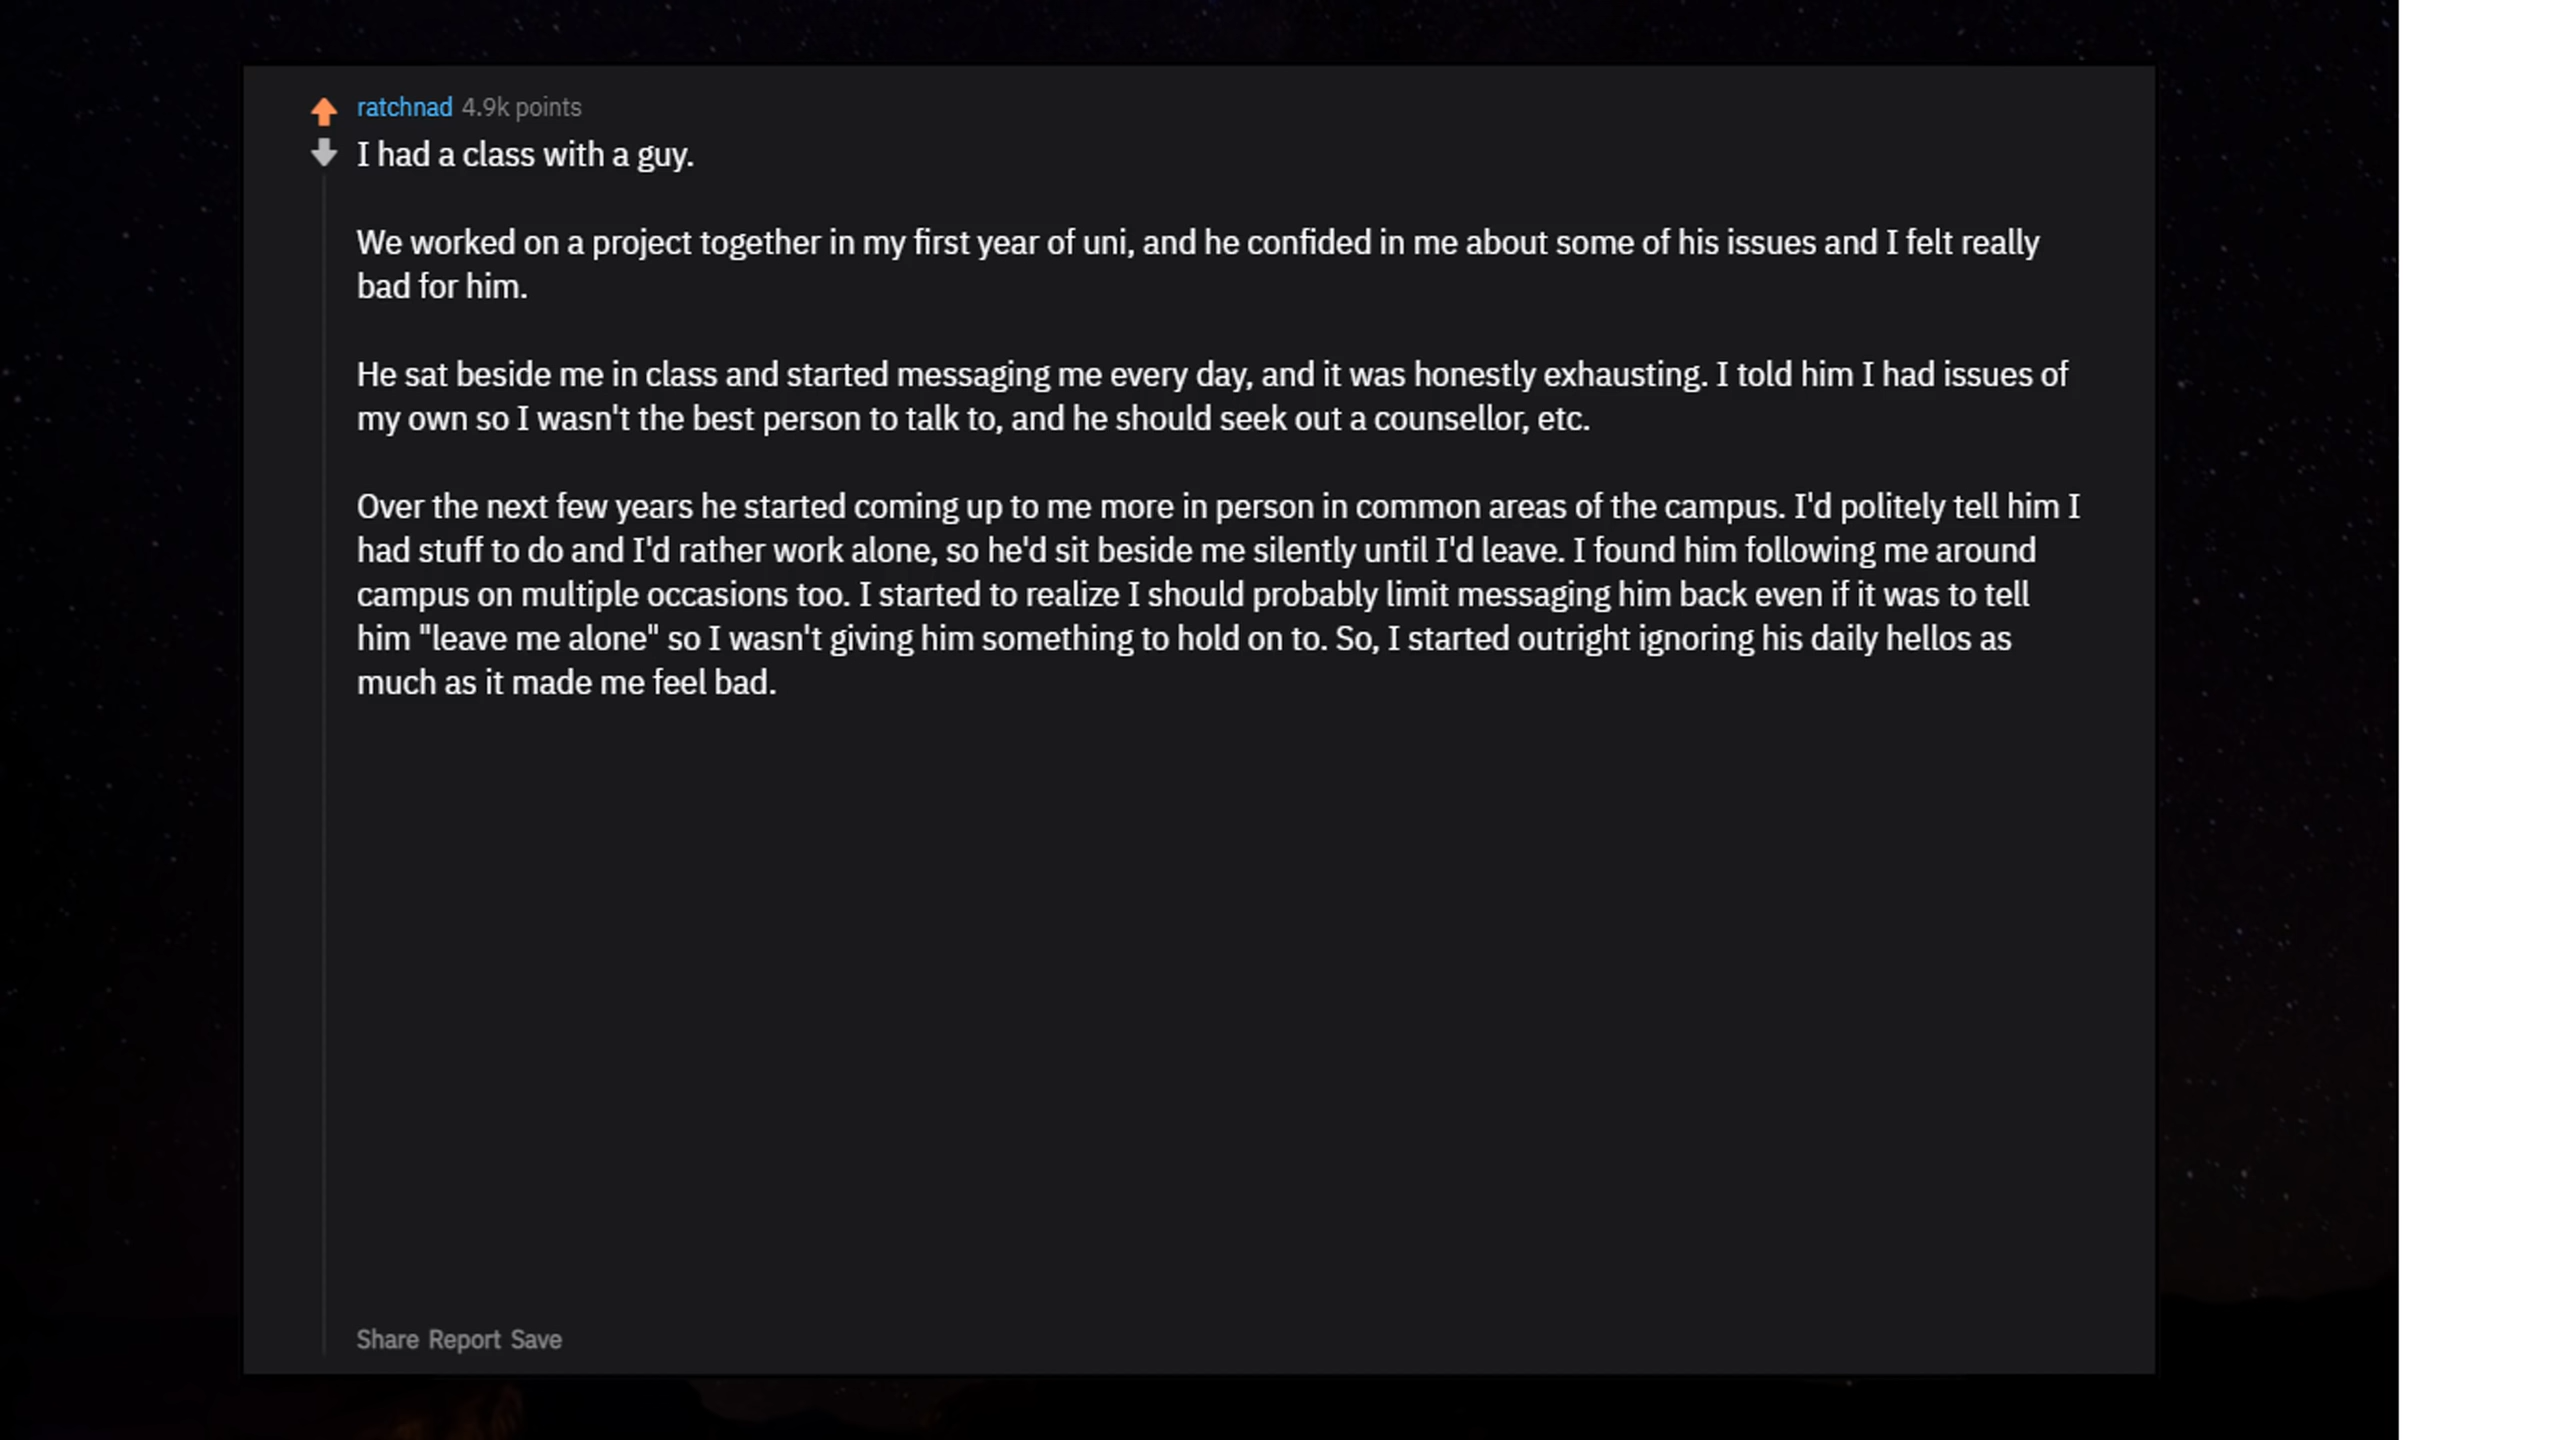 ratchnad 4.9k points
I had a class with a guy.
We worked on a project together in my first year of uni, and he confided in me about some of his issues and I felt really
bad for him.
He sat beside me in class and started messaging me every day, and it was honestly exhausting. I told him I had issues of
my own so I wasn't the best person to talk to, and he should seek out a counsellor, etc.
Over the next few years he started coming up to me more in person in common areas of the campus. I'd politely tell him I
had stuff to do and I'd rather work alone, so he'd sit beside me silently until I'd leave. I found him following me around
campus on multiple occasions too. I started to realize I should probably limit messaging him back even if it was to tell
him "leave me alone" so I wasn't giving him something to hold on to. So, I started outright ignoring his daily hellos as
much as it made me feel bad.
Share Report Save